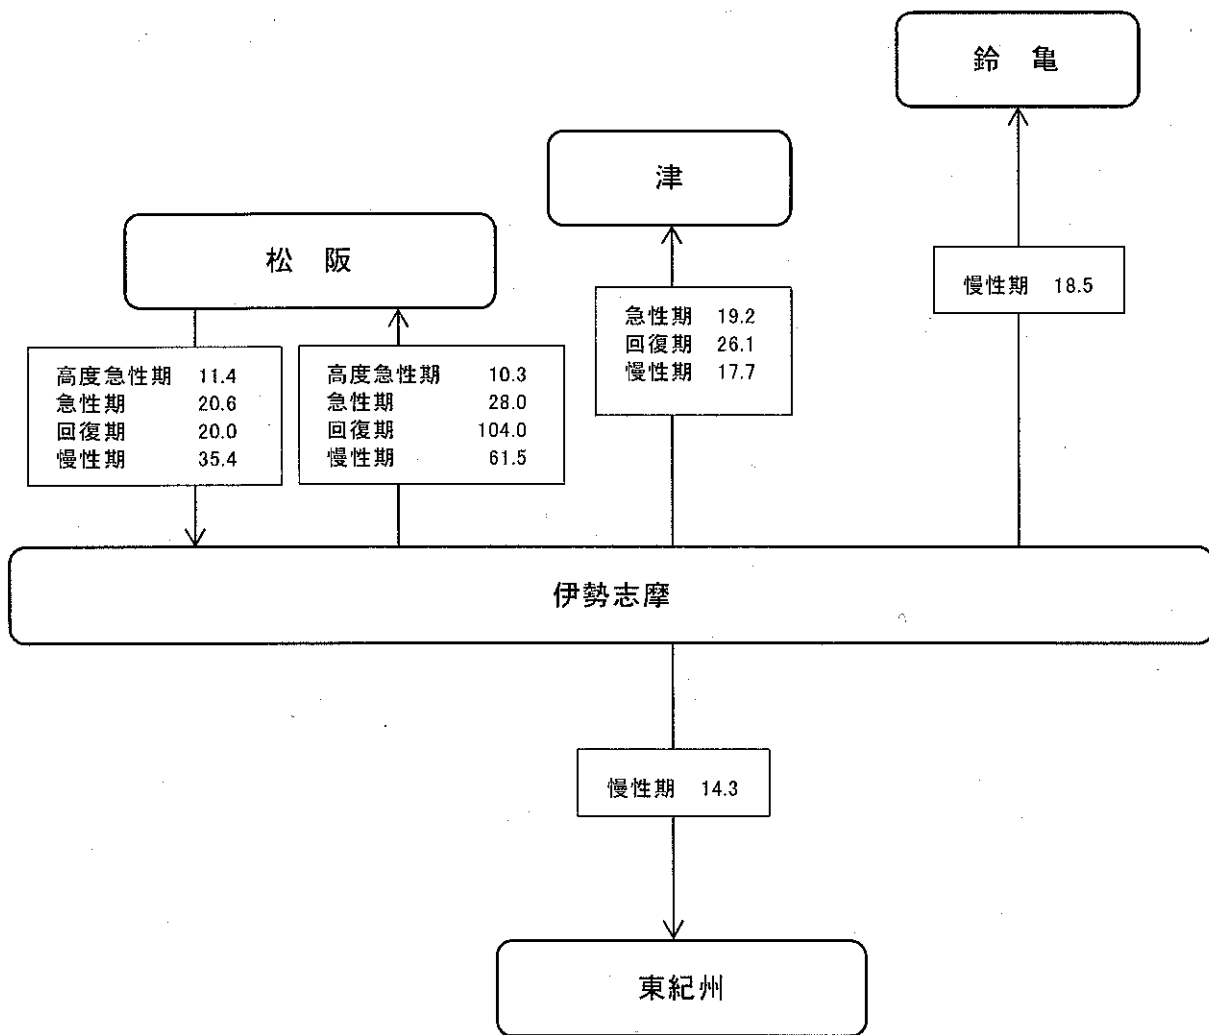 鈴　亀
津
松　阪
慢性期　18.5
急性期　19.2
回復期　26.1
慢性期　17.7
高度急性期　11.4
急性期　20.6
回復期　20.0
慢性期　35.4
高度急性期　10.3
急性期　28.0
回復期　104.0
慢性期　61.5
伊勢志摩
慢性期　14.3
東紀州